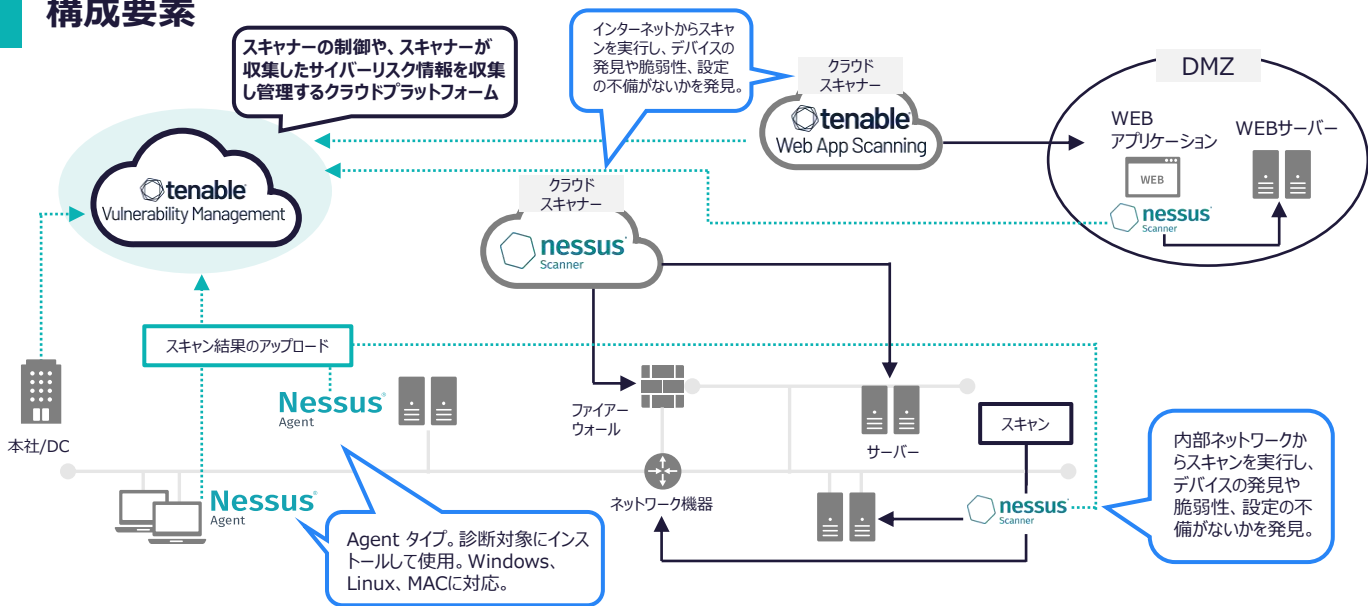 構成要素
スキャナーの制御や、スキャナーが
収集したサイバーリスク情報を収集
し管理するクラウドプラットフォーム
インターネットからスキャ
ンを実行し、デバイスの
発見や脆弱性、設定
の不備がないかを発見。
クラウド
スキャナー
tenable
Web App Scanning
DMZ
WEB
アプリケーション
WEBサーバー
WEB
nessus
Scanner
tenable
Vulnerability Management
クラウド
スキャナー
nessus
Scanner
スキャン結果のアップロード
本社/DC
Nessus
Agent
ファイアー
ウォール
サーバー
スキャン
内部ネットワークか
らスキャンを実行し、
デバイスの発見や
脆弱性、設定の不
備がないかを発見。
Nessus
Agent
ネットワーク機器
nessus
Scanner
Agent タイプ。診断対象にインス
トールして使用。Windows、
Linux、MACに対応。